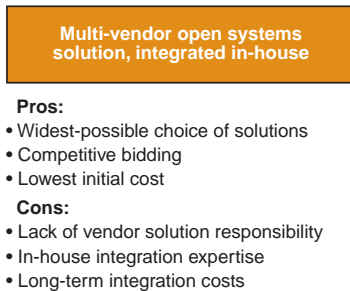 Multi-vendor open systems
solution, integrated in-house
Pros:
• Widest-possible choice of solutions
• Competitive bidding
• Lowest initial cost
Cons:
• Lack of vendor solution responsibility
• In-house integration expertise
• Long-term integration costs